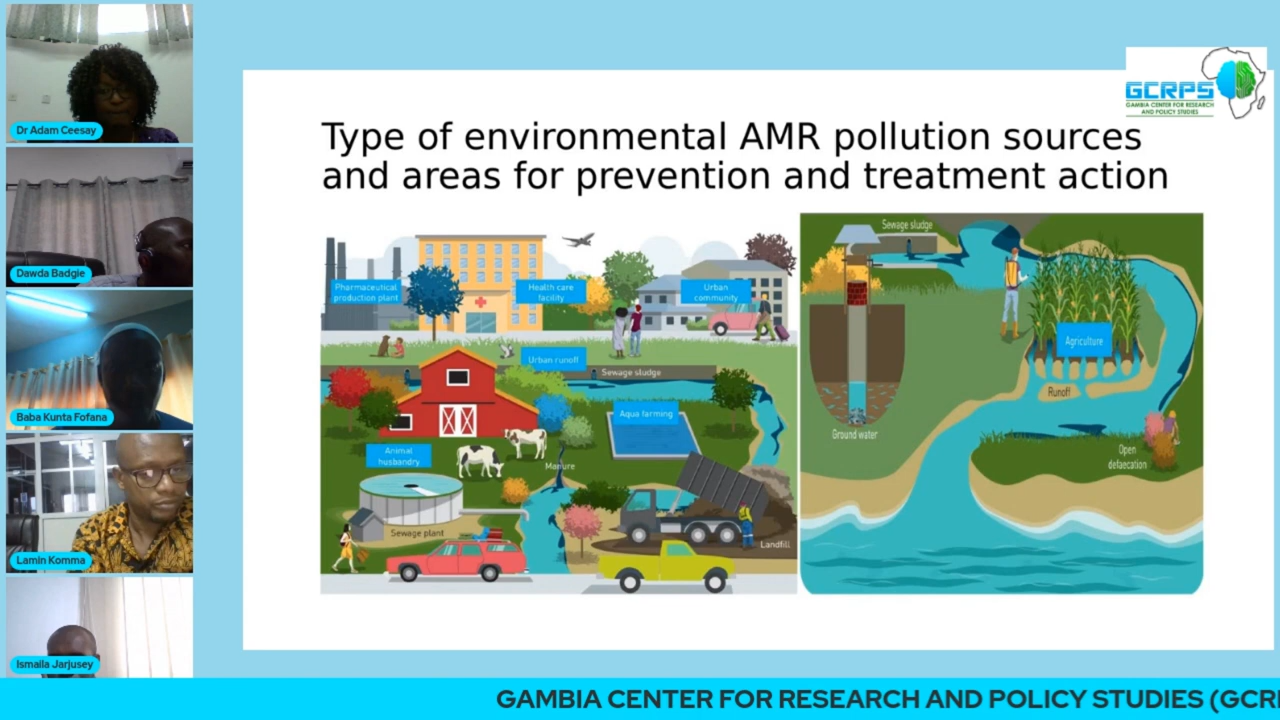 Dr Adam Ceesay
Dawda Badgie
Baba Kunta Fofana
Lamin Komma
Ismaila Jarjusey
GCRPS
GAMBIA CENTER FOR RESEARCH
AND POLICY STUDIES
Type of environmental AMR pollution sources
and areas for prevention and treatment action
Pharmaceutical
production plant
Health care
facility
Urban
community
Urban runoff
Sewage sludge
Aqua farming
Animal
husbandry
Manure
Sewage plant
Landfill
Sewage sludge
Agriculture
Runoff
Ground water
Open
defaecation
GAMBIA CENTER FOR RESEARCH AND POLICY STUDIES (GCR